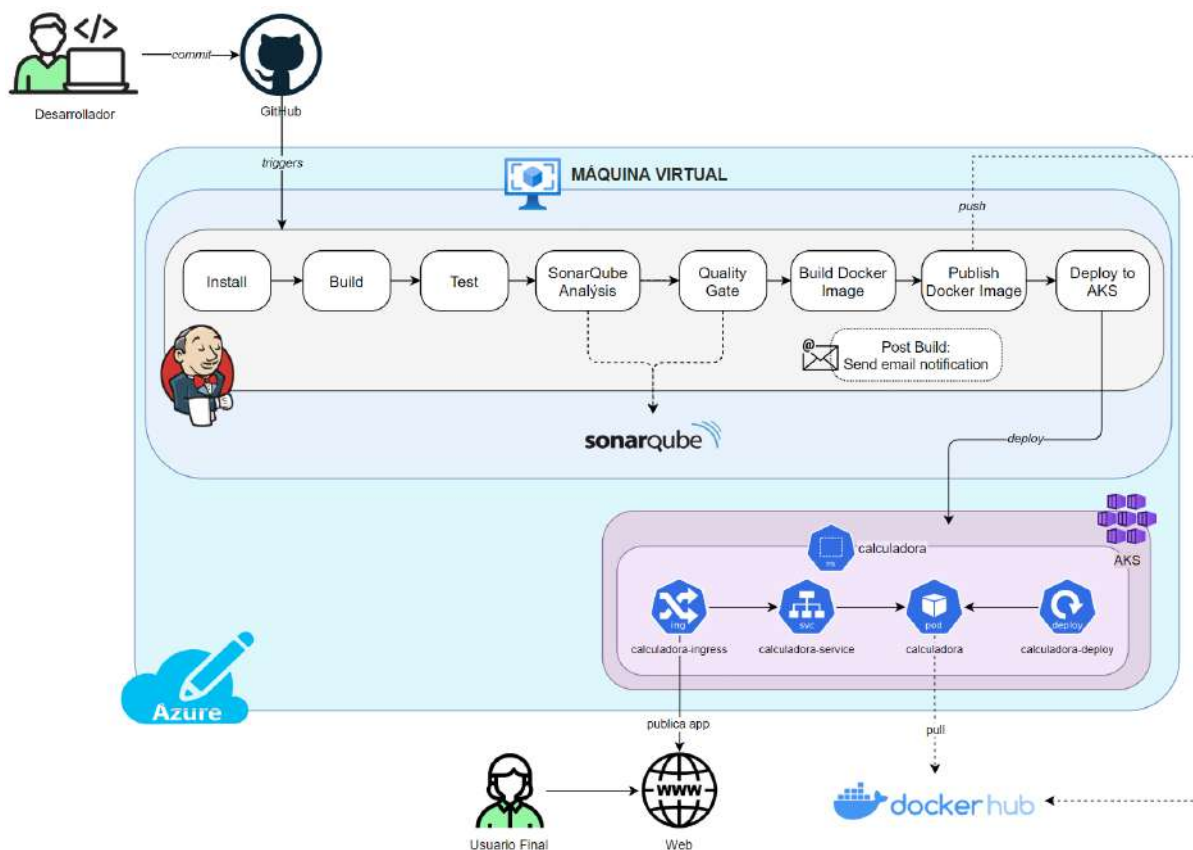 </>
commit
Desarrollador
GitHub
triggers
MÁQUINA VIRTUAL
push
Install
Build
Test
SonarQube
Analýsis
Quality
Gate
Build Docker
Image
Publish
Docker Image
Deploy to
AKS
@
Post Build:
Send email notification
sonarqube
deploy
calculadora
ns
AKS
ing
svc
pod
deploy
calculadora-ingress
calculadora-service
calculadora
calculadora-deploy
Azure
publica app
pull
WWW
docker hub
Usuario Final
Web